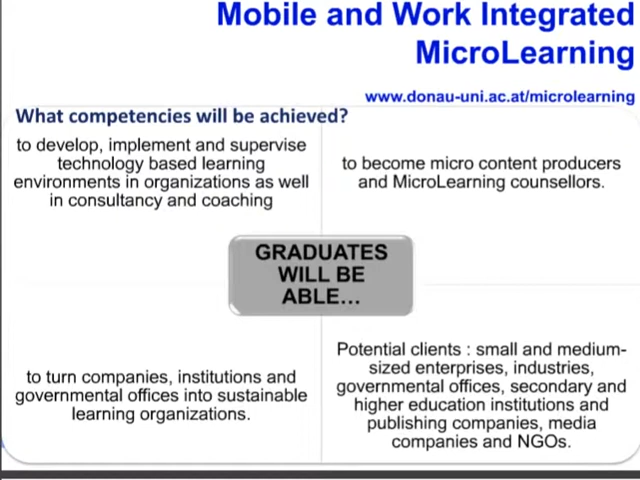 Mobile and Work Integrated
MicroLearning
www.donau-uni.ac.at/microlearning
What competencies will be achieved?
to develop, implement and supervise
technology based learning
environments in organizations as well
in consultancy and coaching
to become micro content producers
and MicroLearning counsellors.
GRADUATES
WILL BE
ABLE...
to turn companies, institutions and
governmental offices into sustainable
learning organizations.
Potential clients : small and medium-
sized enterprises, industries,
governmental offices, secondary and
higher education institutions and
publishing companies, media
companies and NGOs.